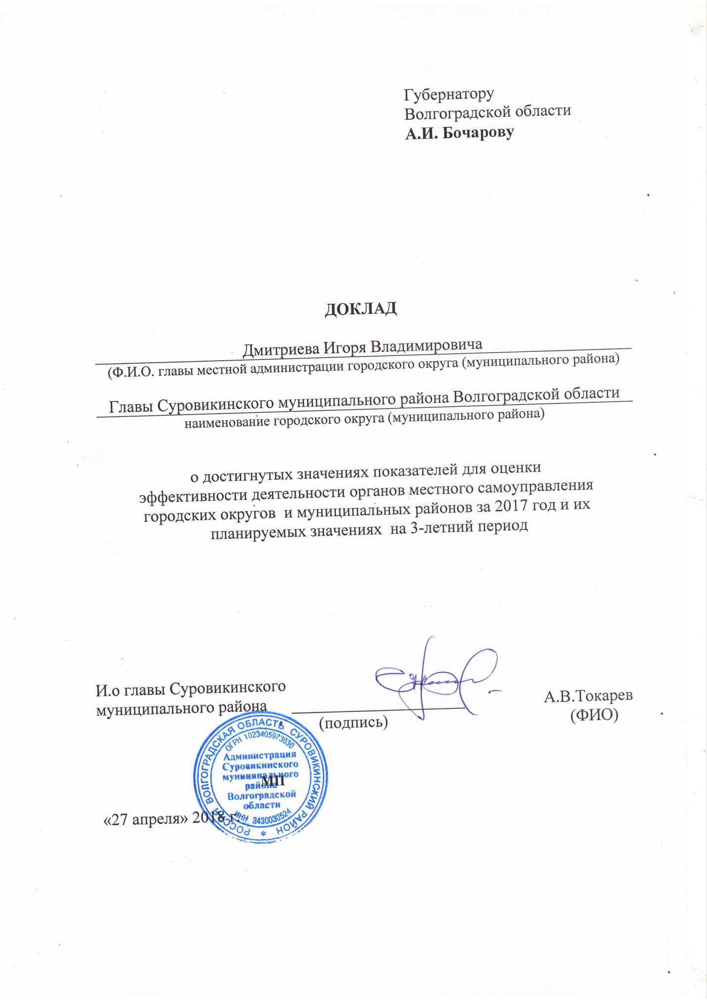 Губернатору
Волгоградской области
А.И. Бочарову
ДОКЛАД
Дмитриева Игоря Владимировича
(Ф.И.О. главы местной администрации городского округа (муниципального района)
Главы Суровикинского муниципального района Волгоградской области
наименование городского округа (муниципального района)
о достигнутых значениях показателей для оценки
эффективности деятельности органов местного самоуправления
городских округов и муниципальных районов за 2017 год и их
планируемых значениях на 3-летний период
И.о главы Суровикинского
муниципального района
А.В.Токарев
(подпись)
(ФИО)
РОССИЯ ВОЛГОГРАДСКАЯ ОБЛАСТЬ СУРОВИКИНСКИЙ РАЙОН *
ОГРН 1023405973030
Администрация
Суровикинского
муниципального
района
Волгоградской
области
ИНН 3430030524
МП
«27 апреля» 2018 г.